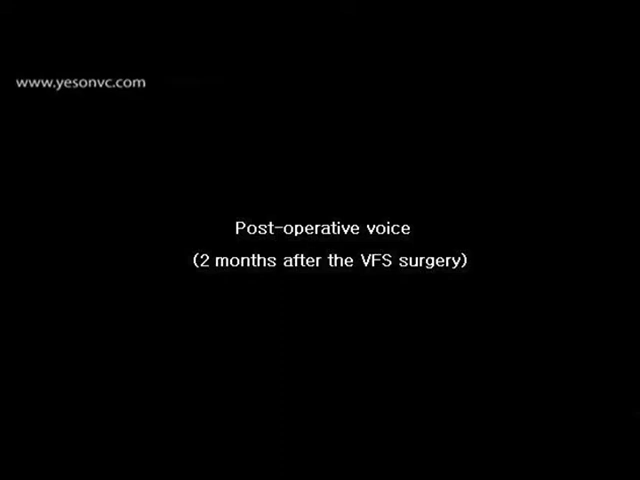 www.yesonvc.com
Post-operative voice
(2 months after the VFS surgery)